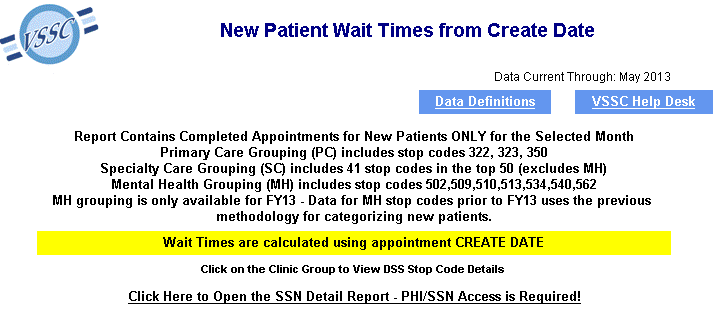 VSSC
New Patient Wait Times from Create Date
Data Current Through: May 2013
Data Definitions
VSSC Help Desk
Report Contains Completed Appointments for New Patients ONLY for the Selected Month
Primary Care Grouping (PC) includes stop codes 322, 323, 350
Specialty Care Grouping (SC) includes 41 stop codes in the top 50 (excludes MH)
Mental Health Grouping (MH) includes stop codes 502,509,510,513,534,540,562
MH grouping is only available for FY13 - Data for MH stop codes prior to FY13 uses the previous
methodology for categorizing new patients.
Wait Times are calculated using appointment CREATE DATE
Click on the Clinic Group to View DSS Stop Code Details
Click Here to Open the SSN Detail Report - PHI/SSN Access is Required!